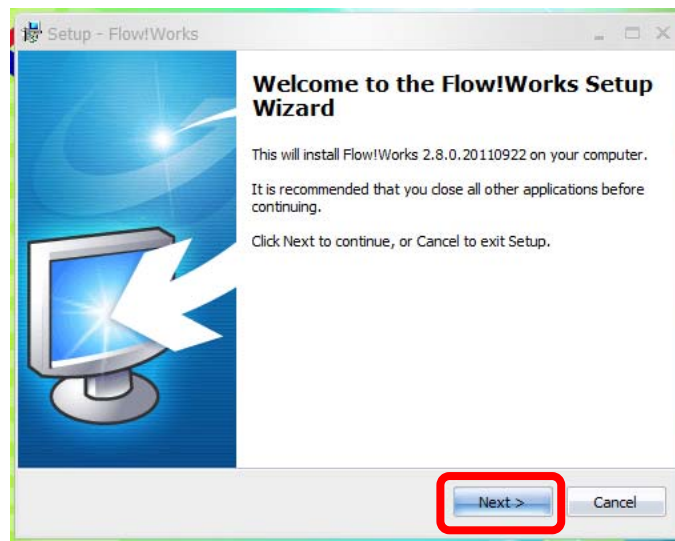 Setup - Flow!Works
Welcome to the Flow!Works Setup
Wizard
This will install Flow!Works 2.8.0.20110922 on your computer.
It is recommended that you close all other applications before
continuing.
Click Next to continue, or Cancel to exit Setup.
Next >
Cancel